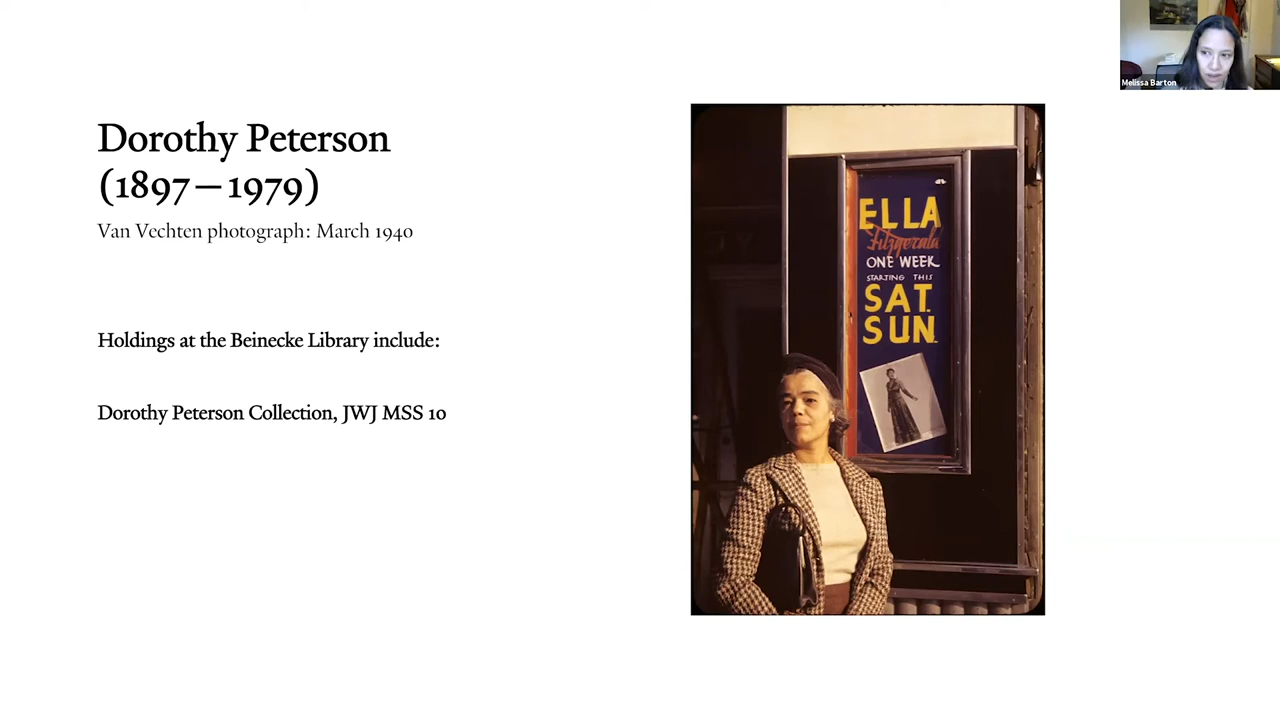 Dorothy Peterson
(1897–1979)
Van Vechten photograph: March 1940
Holdings at the Beinecke Library include:
Dorothy Peterson Collection, JWJ MSS 10
ELLA
Fitzgerald
ONE WEEK
STARTING THIS
SAT.
SUN.
Melissa Barton